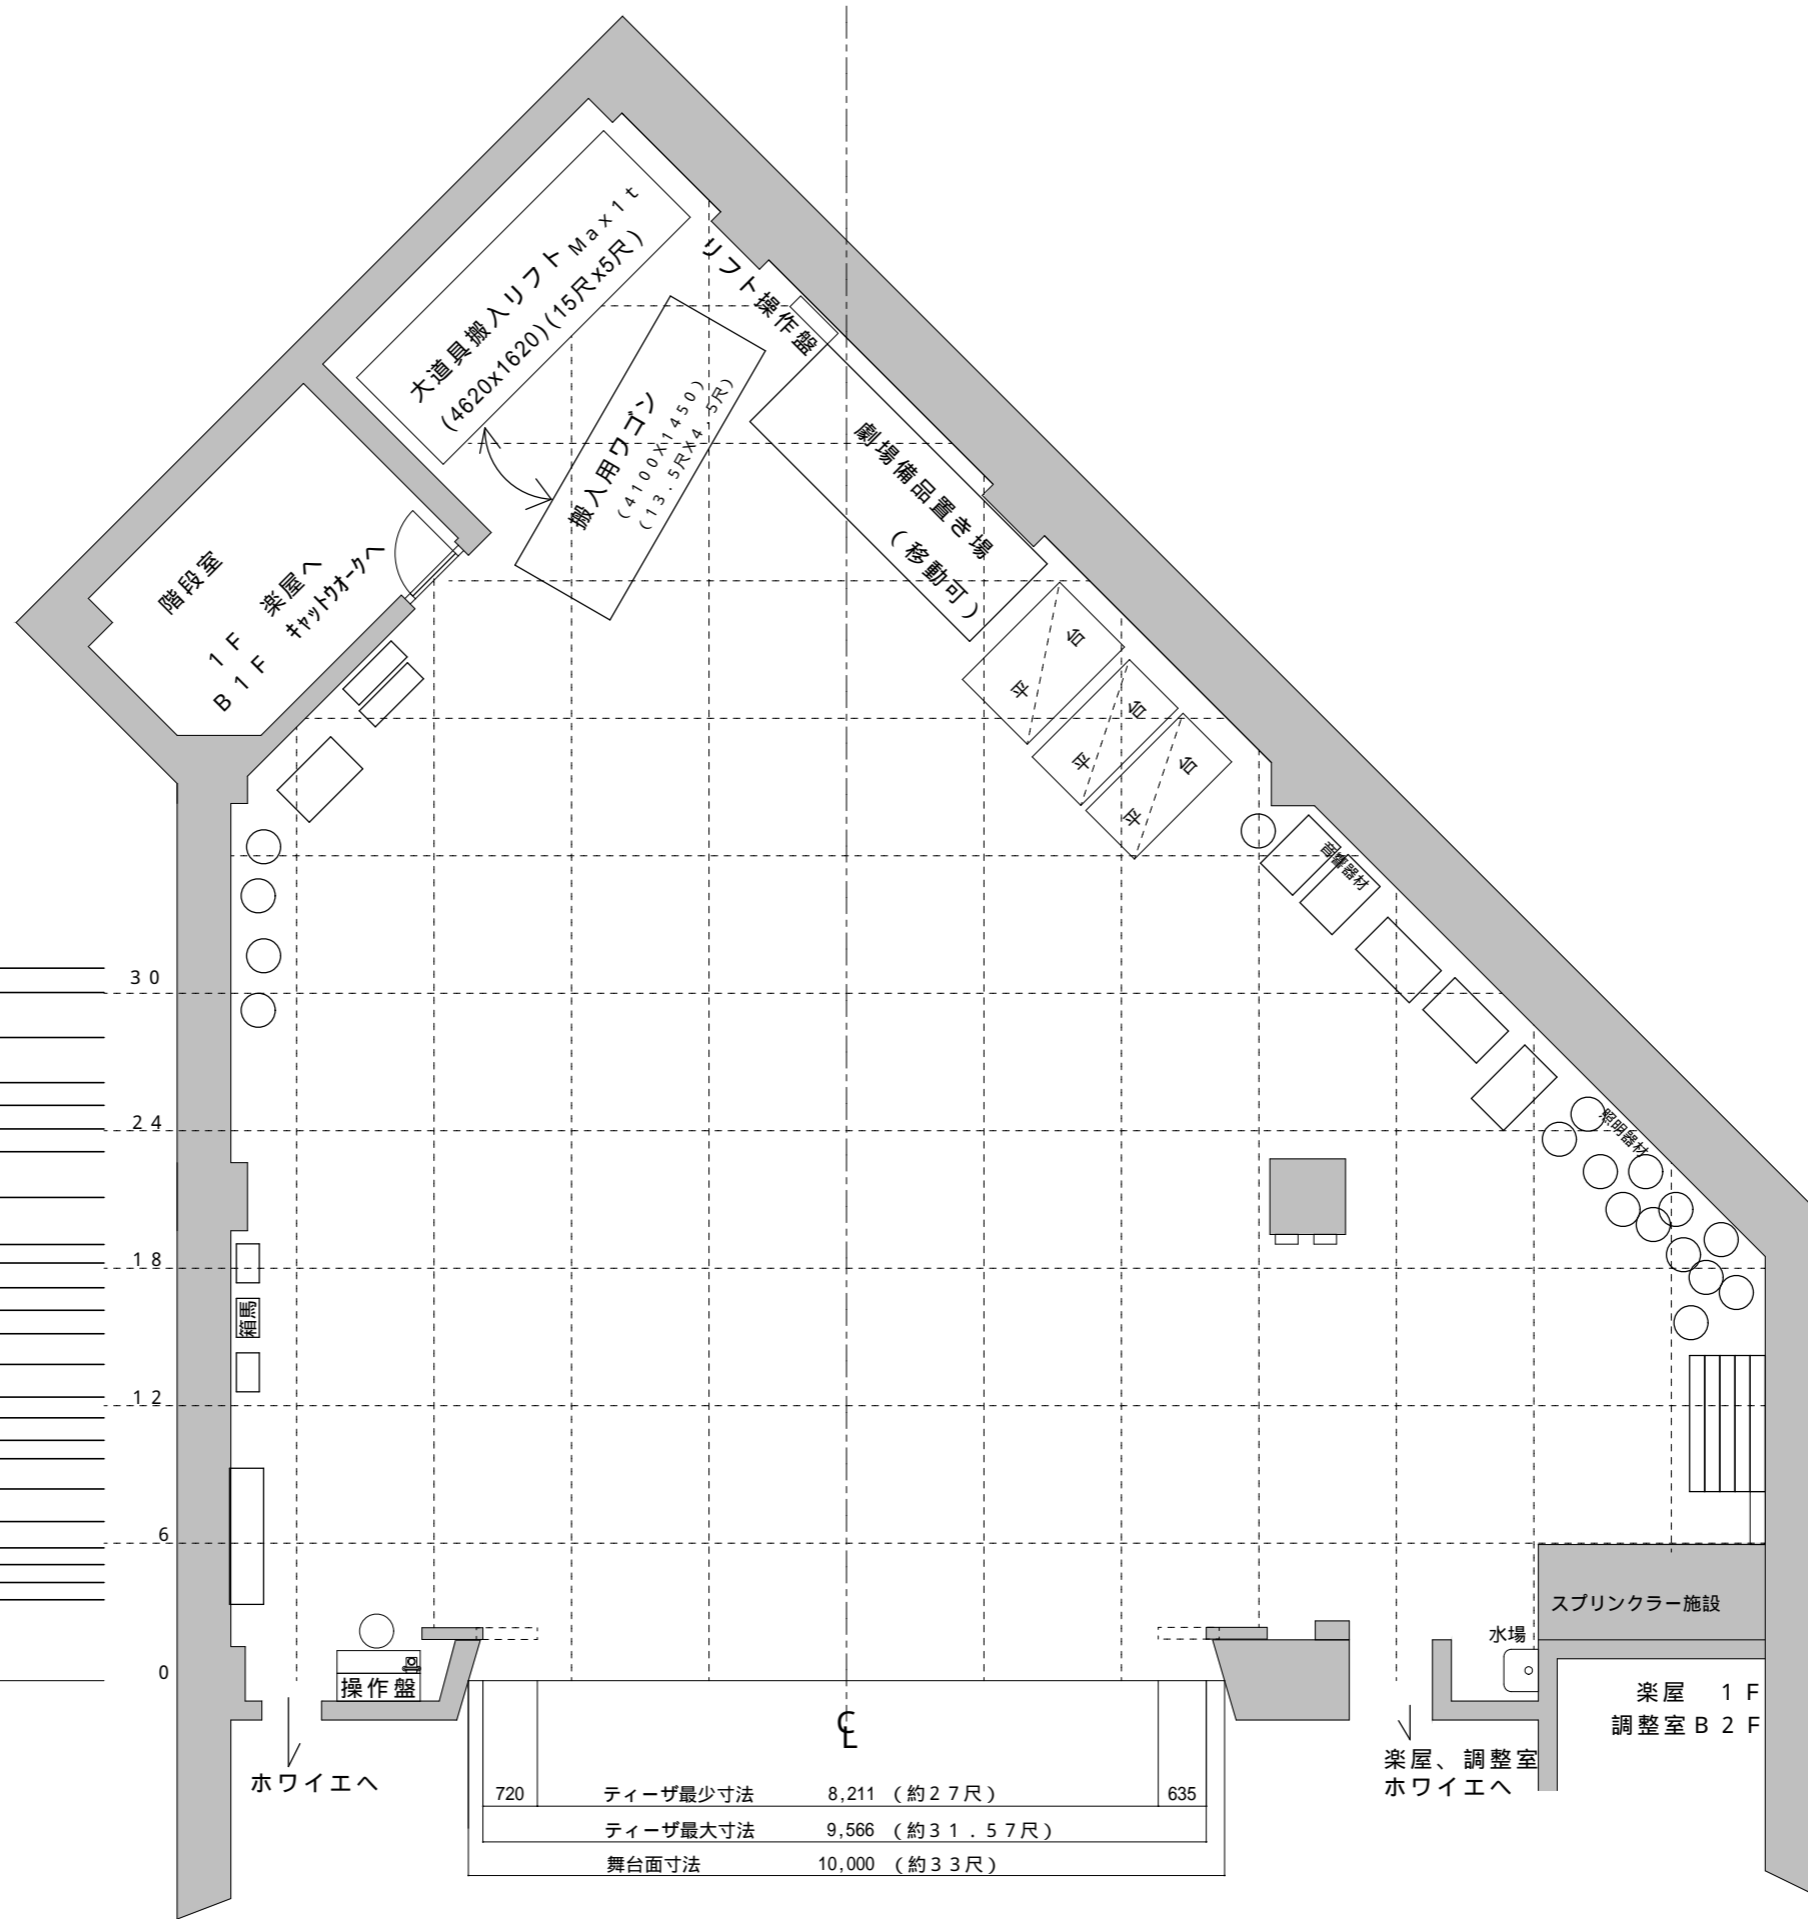 大道具搬入リフト Max1t
(4620x1620)(15尺x5尺)
リフト操作盤
搬入用ワゴン
(4100X1450)
(13.5尺X4.5尺)
劇場備品置き場
(移動可)
階段室
楽屋へ
キャットウォークへ
1F
B1F
平台
平台
平台
音響器材
照明器材
30
24
18
箱馬
12
6
0
操作盤
ホワイエへ
℄
スプリンクラー施設
水場
楽屋 1F
調整室B2F
楽屋、調整室
ホワイエへ
720 ティーザ最少寸法 8,211 (約27尺) 635
ティーザ最大寸法 9,566 (約31.57尺)
舞台面寸法 10,000 (約33尺)